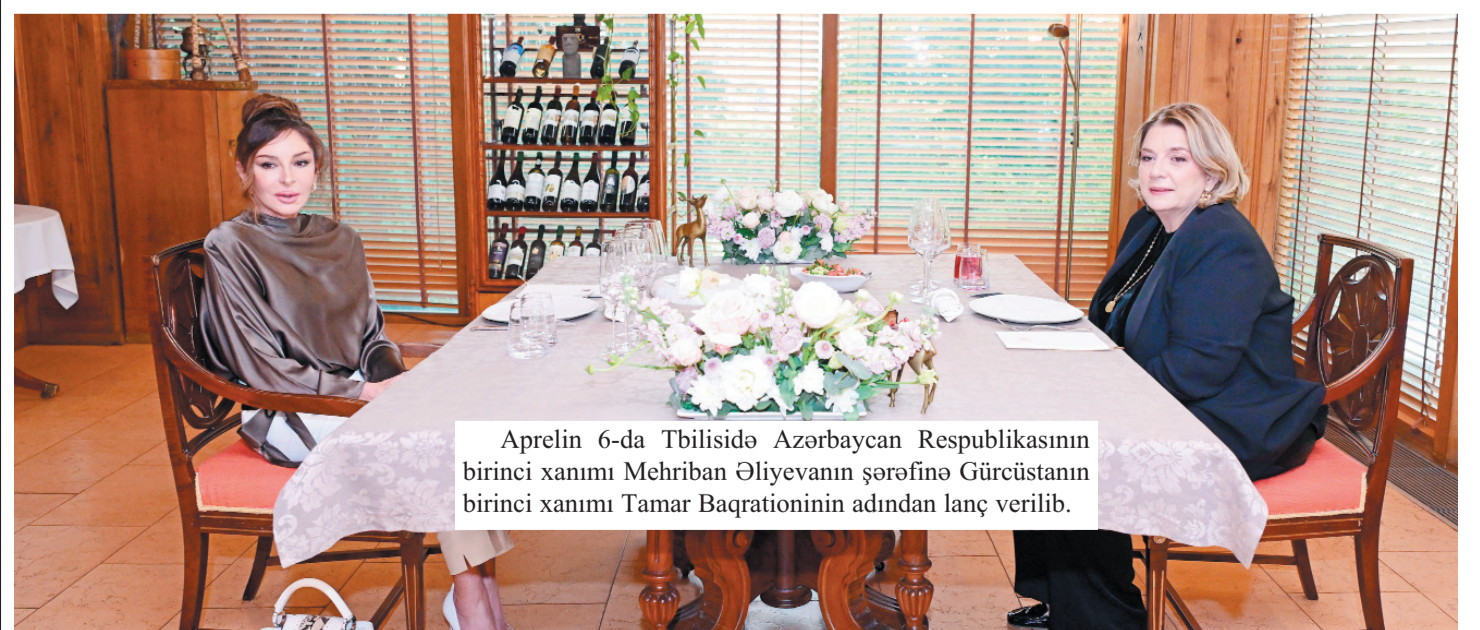 Aprelin 6-da Tbilisidə Azərbaycan Respublikasının
birinci xanımı Mehriban Əliyevanın şərəfinə Gürcüstanın
birinci xanımı Tamar Baqrationinin adından lanç verilib.